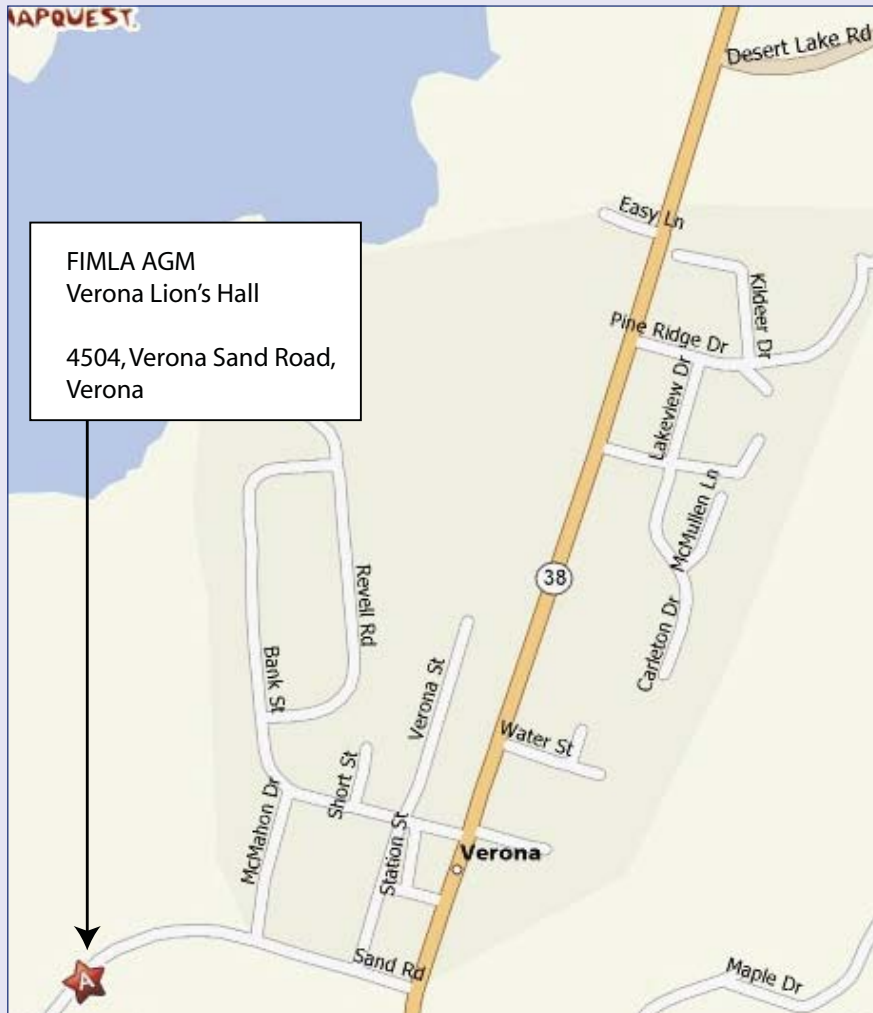 MAPQUEST.
Desert Lake Rd
Easy Ln
FIMLA AGM
Verona Lion's Hall
4504, Verona Sand Road,
Verona
Kildeer Dr
Pine Ridge Dr
Lakeview Dr
McMullen Ln
38
Revell Rd
Carleton Dr
Bank St
Verona St
Water St
Short St
McMahon Dr
Station St
Verona
Sand Rd
Maple Dr
A